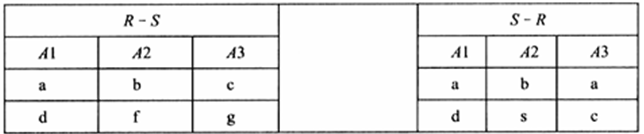 R - S S - R
A1 A2 A3 A1 A2 A3
a b c a b a
d f g d s c